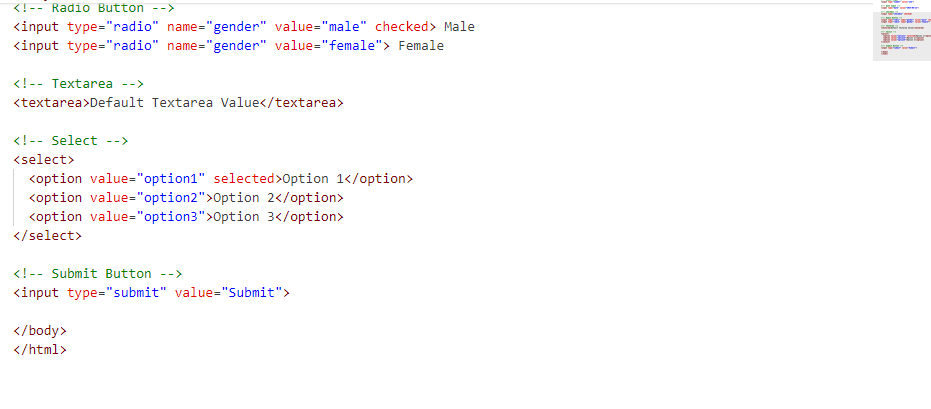 <!-- Radio Button -->
<input type="radio" name="gender" value="male" checked> Male
<input type="radio" name="gender" value="female"> Female
<!-- Textarea -->
<textarea>Default Textarea Value</textarea>
<!-- Select -->
<select>
<option value="option1" selected>Option 1</option>
<option value="option2">Option 2</option>
<option value="option3">Option 3</option>
</select>
<!-- Submit Button -->
<input type="submit" value="Submit">
</body>
</html>